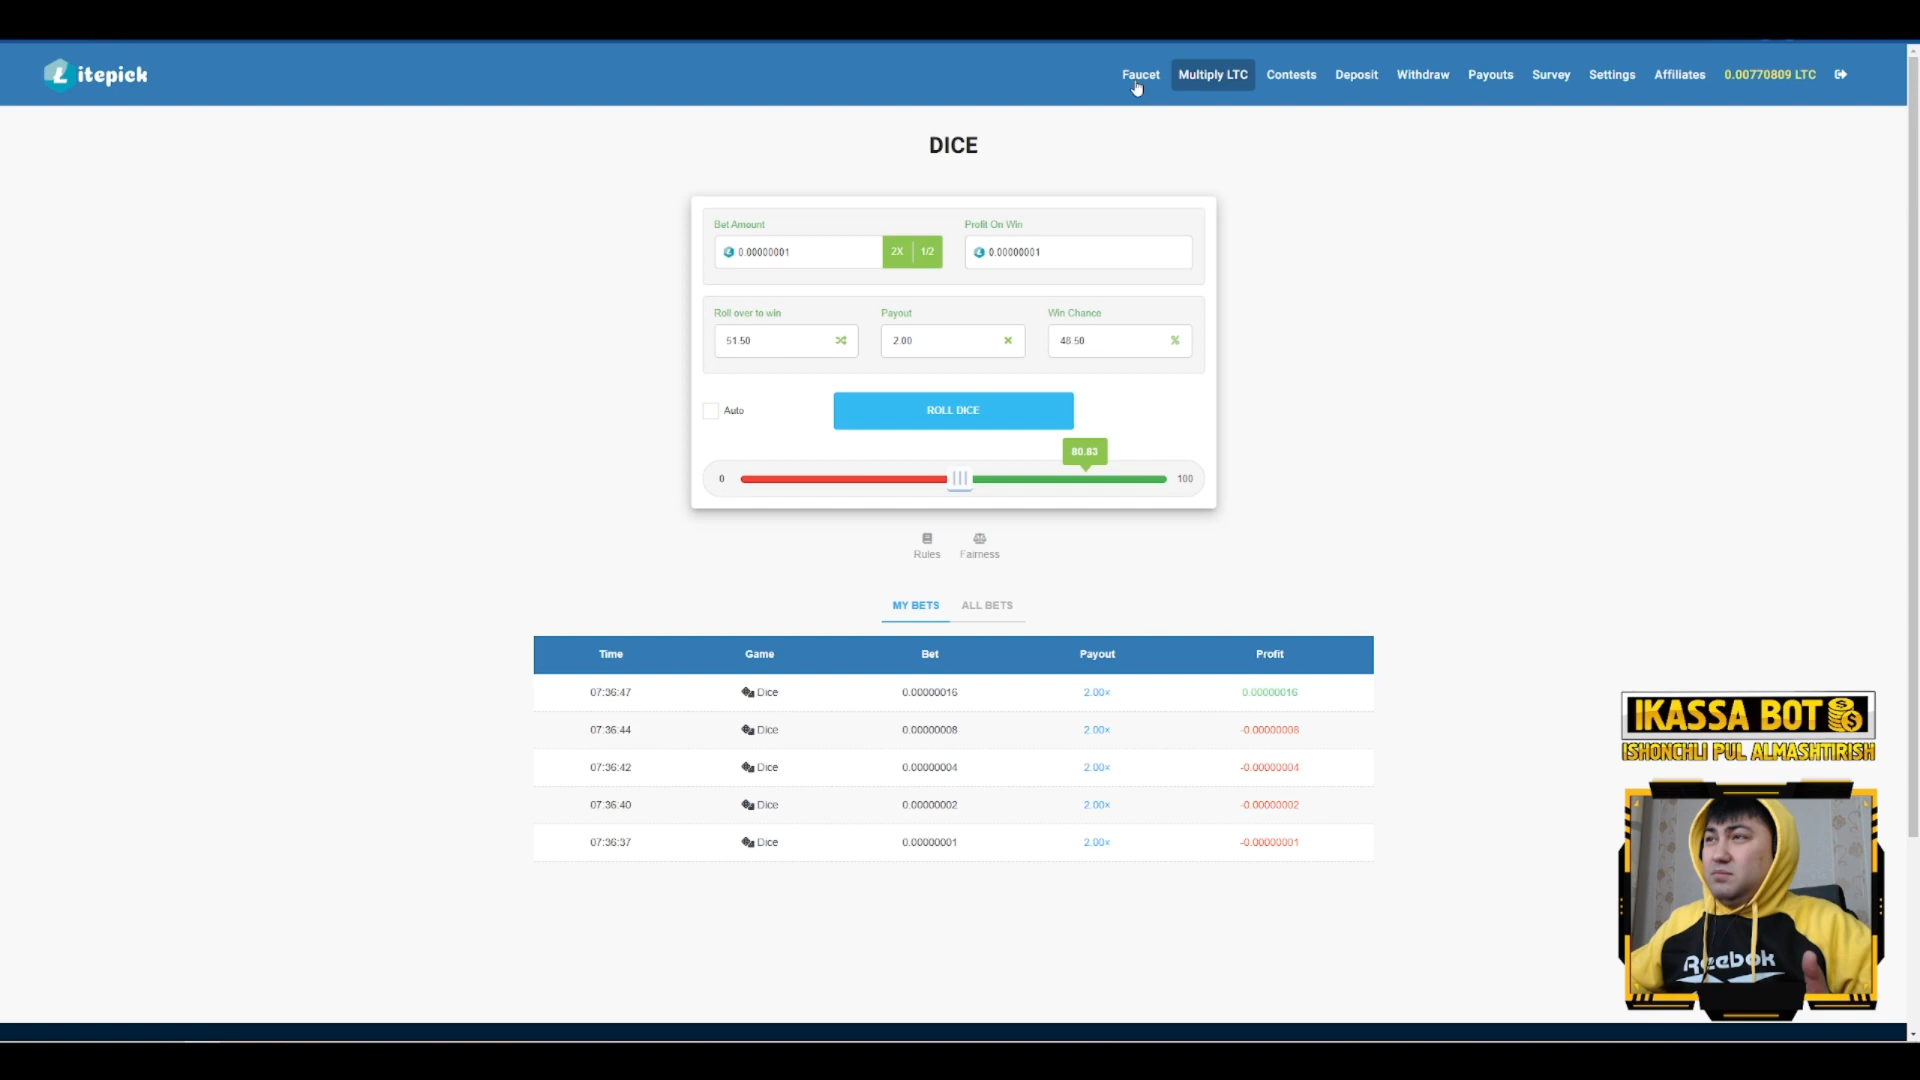 Litepick
Faucet Multiply LTC Contests Deposit Withdraw Payouts Survey Settings Affiliates 0.00770809 LTC
DICE
Bet Amount Profit On Win
0.00000001 2X 1/2 0.00000001
Roll over to win Payout Win Chance
51.50 2.00 48.50 %
Auto ROLL DICE
80.83
0 100
Rules Fairness
MY BETS ALL BETS
Time Game Bet Payout Profit
07:36:47 Dice 0.00000016 2.00× 0.00000016
07:36:44 Dice 0.00000008 2.00× -0.00000008
07:36:42 Dice 0.00000004 2.00× -0.00000004
07:36:40 Dice 0.00000002 2.00× -0.00000002
07:36:37 Dice 0.00000001 2.00× -0.00000001
IKASSA BOT
ISHONCHLI PUL ALMASHTIRISH
Reebok